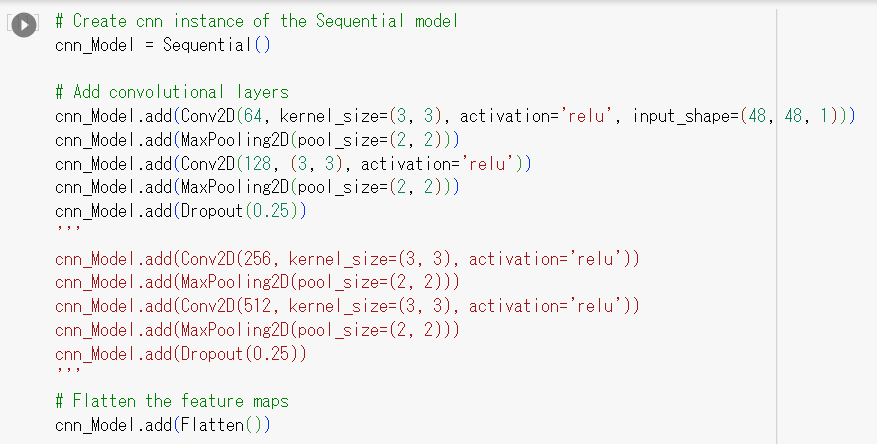 # Create cnn instance of the Sequential model
cnn_Model = Sequential()
# Add convolutional layers
cnn_Model.add(Conv2D(64, kernel_size=(3, 3), activation='relu', input_shape=(48, 48, 1)))
cnn_Model.add(MaxPooling2D(pool_size=(2, 2)))
cnn_Model.add(Conv2D(128, (3, 3), activation='relu'))
cnn_Model.add(MaxPooling2D(pool_size=(2, 2)))
cnn_Model.add(Dropout(0.25))
'''
cnn_Model.add(Conv2D(256, kernel_size=(3, 3), activation='relu'))
cnn_Model.add(MaxPooling2D(pool_size=(2, 2)))
cnn_Model.add(Conv2D(512, kernel_size=(3, 3), activation='relu'))
cnn_Model.add(MaxPooling2D(pool_size=(2, 2)))
cnn_Model.add(Dropout(0.25))
'''
# Flatten the feature maps
cnn_Model.add(Flatten())